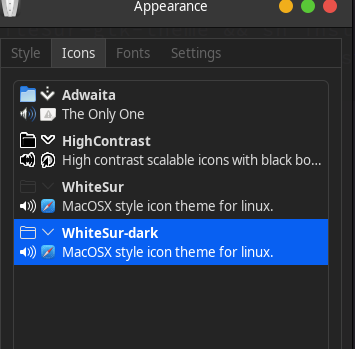 Appearance
Style Icons Fonts Settings
Adwaita
The Only One
HighContrast
High contrast scalable icons with black bo...
WhiteSur
MacOSX style icon theme for linux.
WhiteSur-dark
MacOSX style icon theme for linux.